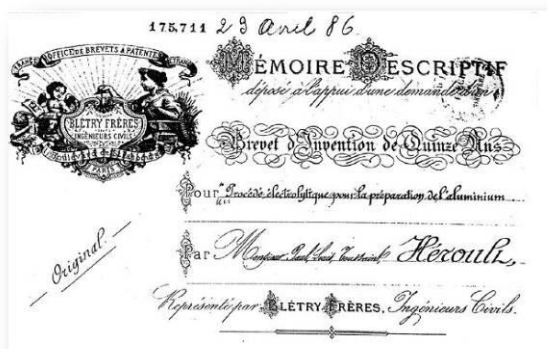 175,711 23 Avril 86.
OFFICE DE BREVETS & PATENTES
BLÉTRY FRÈRES
INGÉNIEURS CIVILS
PARIS
MÉMOIRE DESCRIPTIF
déposé à l'appui d'une demande d'un
Brevet d'Invention de Quinze Ans
Pour Procédé électrolytique pour la préparation de l'aluminium
Original.
Par Monsieur Paul Louis Toussaint Héroult,
Représenté par BLÉTRY FRÈRES, Ingénieurs Civils.